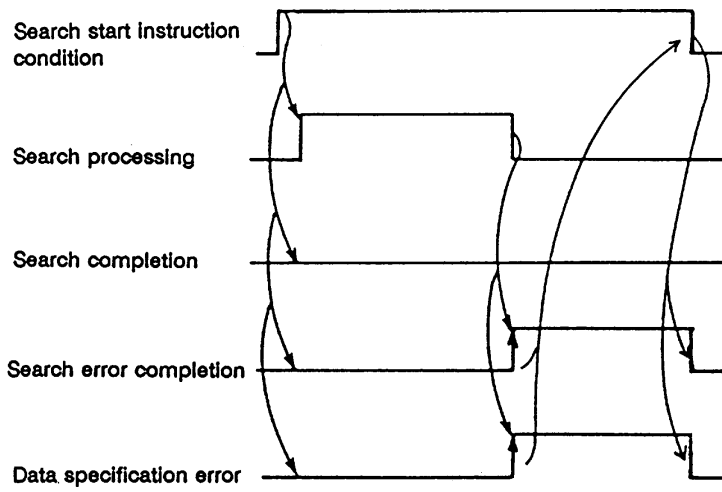 Search start instruction
condition
Search processing
Search completion
Search error completion
Data specification error